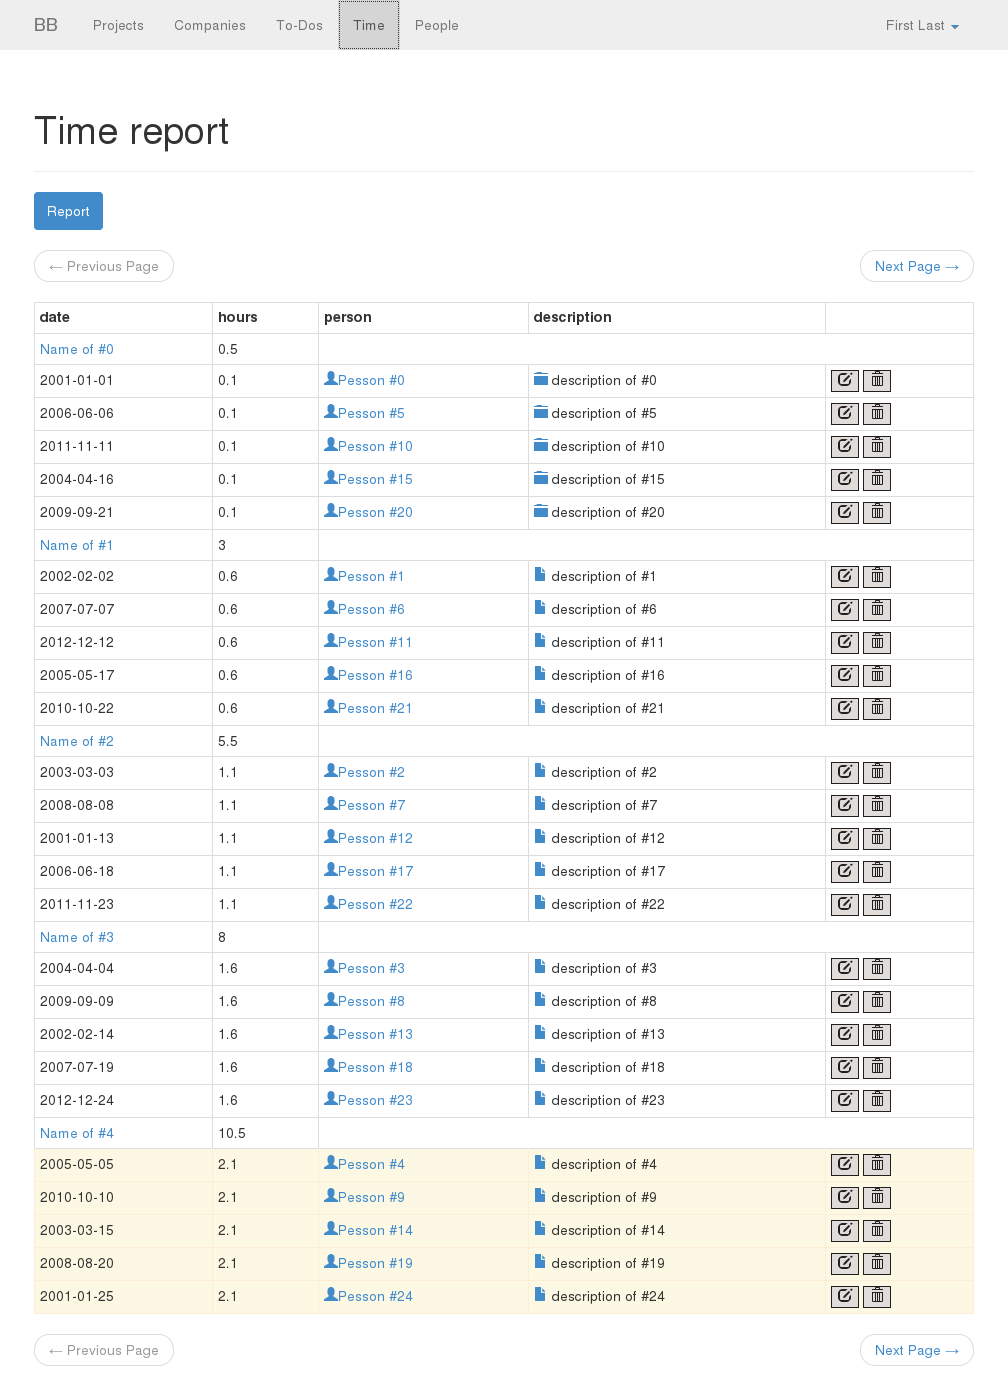 BB Projects Companies To-Dos Time People First Last
Time report
Report
← Previous Page Next Page →
date hours person description
Name of #0 0.5
2001-01-01 0.1 Pesson #0 description of #0
2006-06-06 0.1 Pesson #5 description of #5
2011-11-11 0.1 Pesson #10 description of #10
2004-04-16 0.1 Pesson #15 description of #15
2009-09-21 0.1 Pesson #20 description of #20
Name of #1 3
2002-02-02 0.6 Pesson #1 description of #1
2007-07-07 0.6 Pesson #6 description of #6
2012-12-12 0.6 Pesson #11 description of #11
2005-05-17 0.6 Pesson #16 description of #16
2010-10-22 0.6 Pesson #21 description of #21
Name of #2 5.5
2003-03-03 1.1 Pesson #2 description of #2
2008-08-08 1.1 Pesson #7 description of #7
2001-01-13 1.1 Pesson #12 description of #12
2006-06-18 1.1 Pesson #17 description of #17
2011-11-23 1.1 Pesson #22 description of #22
Name of #3 8
2004-04-04 1.6 Pesson #3 description of #3
2009-09-09 1.6 Pesson #8 description of #8
2002-02-14 1.6 Pesson #13 description of #13
2007-07-19 1.6 Pesson #18 description of #18
2012-12-24 1.6 Pesson #23 description of #23
Name of #4 10.5
2005-05-05 2.1 Pesson #4 description of #4
2010-10-10 2.1 Pesson #9 description of #9
2003-03-15 2.1 Pesson #14 description of #14
2008-08-20 2.1 Pesson #19 description of #19
2001-01-25 2.1 Pesson #24 description of #24
← Previous Page Next Page →